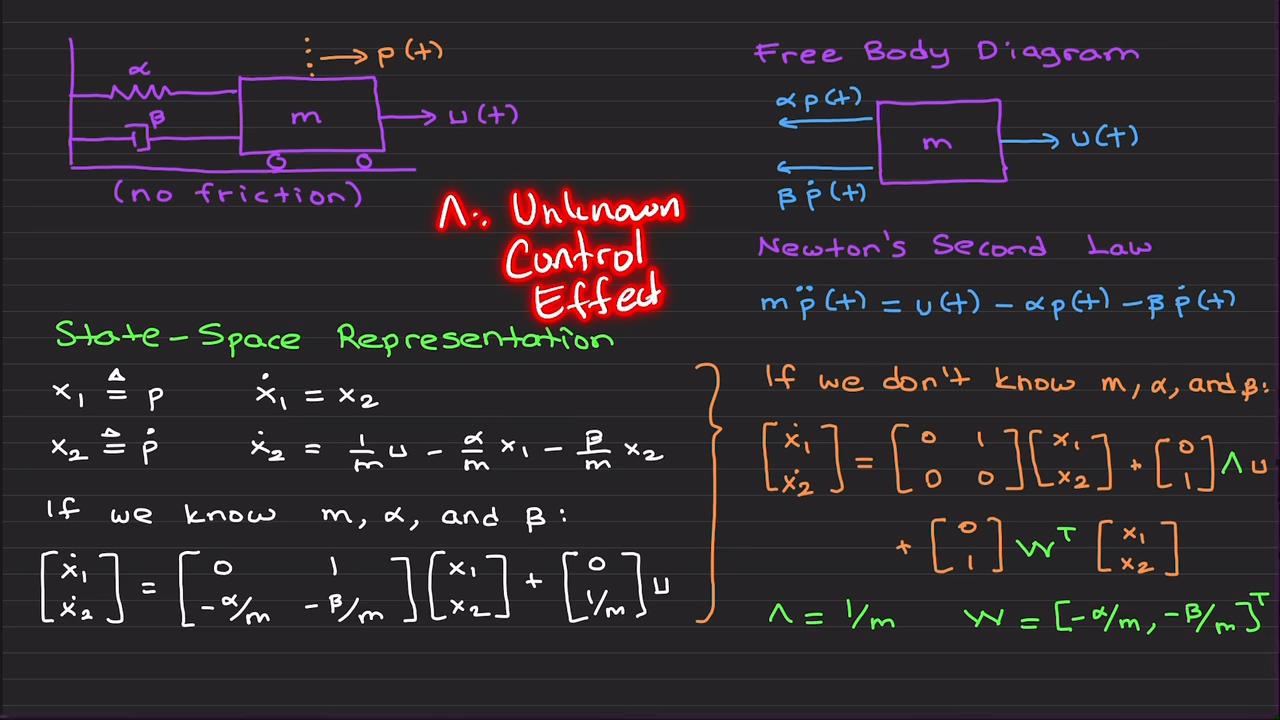 α
β
m
p(t)
u(t)
(no friction)
Λ: Unknown
Control
Effect
Free Body Diagram
αp(t)
m
u(t)
βṗ(t)
Newton's Second Law
mp̈(t) = u(t) - αp(t) - βṗ(t)
State-Space Representation
x₁ ≜ p ẋ₁ = x₂
x₂ ≜ ṗ ẋ₂ = 1/m u - α/m x₁ - β/m x₂
If we know m, α, and β:
[ẋ₁ ; ẋ₂] = [0 1 ; -α/m -β/m] [x₁ ; x₂] + [0 ; 1/m] u
If we don't know m, α, and β:
[ẋ₁ ; ẋ₂] = [0 1 ; 0 0] [x₁ ; x₂] + [0 ; 1] Λ u
+ [0 ; 1] Wᵀ [x₁ ; x₂]
Λ = 1/m W = [-α/m, -β/m]ᵀ